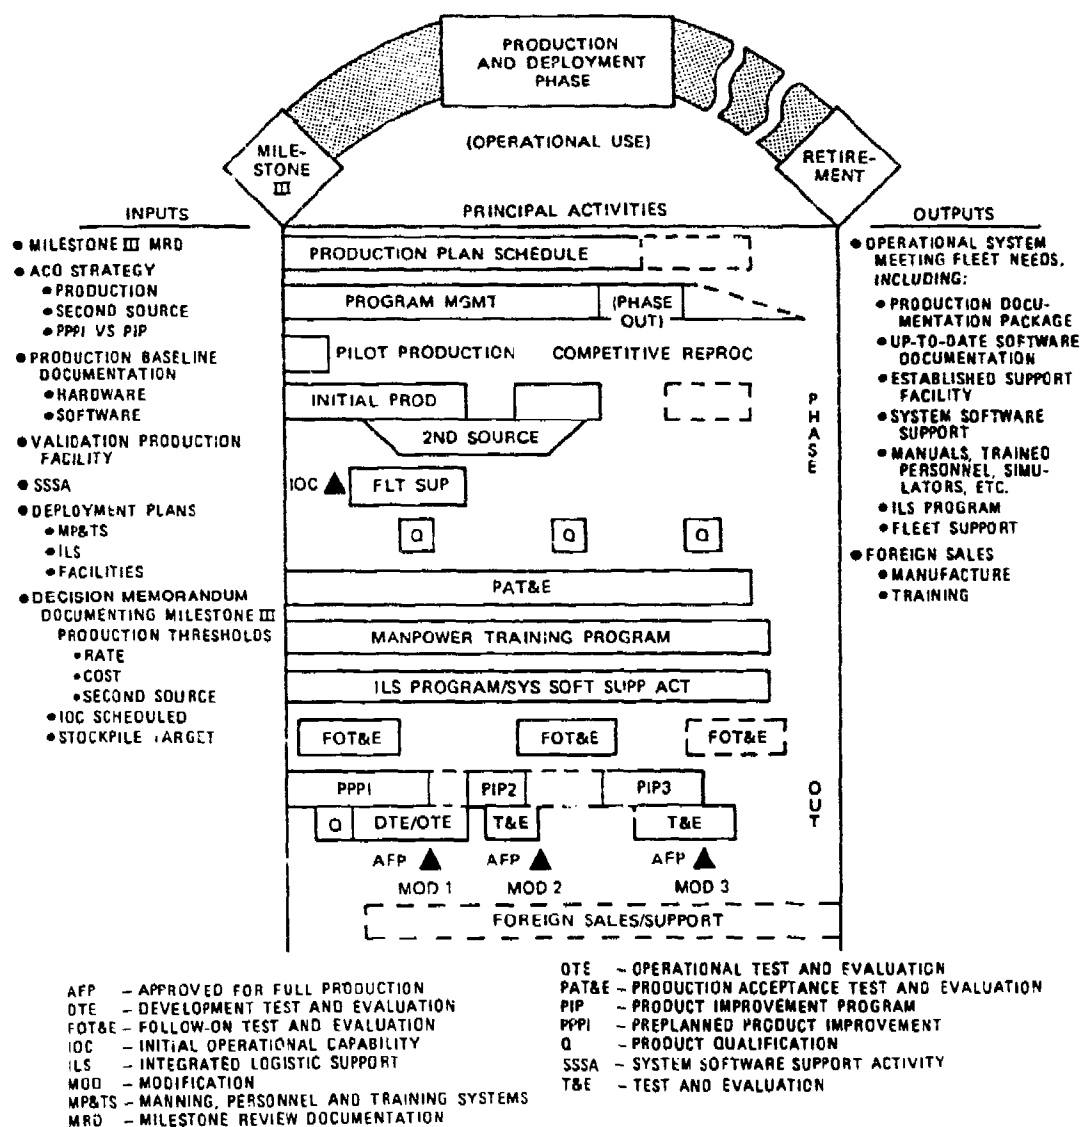 PRODUCTION
AND DEPLOYMENT
PHASE
(OPERATIONAL USE)
MILE-
STONE
III
RETIRE-
MENT
INPUTS
PRINCIPAL ACTIVITIES
OUTPUTS
● MILESTONE III MRD
● ACQ STRATEGY
● PRODUCTION
● SECOND SOURCE
● PPPI VS PIP
● PRODUCTION BASELINE
DOCUMENTATION
● HARDWARE
● SOFTWARE
● VALIDATION PRODUCTION
FACILITY
● SSSA
● DEPLOYMENT PLANS
● MP&TS
● ILS
● FACILITIES
● DECISION MEMORANDUM
DOCUMENTING MILESTONE III
PRODUCTION THRESHOLDS
● RATE
● COST
● SECOND SOURCE
● IOC SCHEDULED
● STOCKPILE TARGET
PRODUCTION PLAN SCHEDULE
PROGRAM MGMT
(PHASE
OUT)
PILOT PRODUCTION
COMPETITIVE REPROC
INITIAL PROD
2ND SOURCE
IOC
FLT SUP
Q
Q
Q
PAT&E
MANPOWER TRAINING PROGRAM
ILS PROGRAM/SYS SOFT SUPP ACT
FOT&E
FOT&E
FOT&E
PPPI
PIP2
PIP3
Q
DTE/OTE
T&E
T&E
AFP
AFP
AFP
MOD 1
MOD 2
MOD 3
FOREIGN SALES/SUPPORT
PHASE
OUT
● OPERATIONAL SYSTEM
MEETING FLEET NEEDS,
INCLUDING:
● PRODUCTION DOCU-
MENTATION PACKAGE
● UP-TO-DATE SOFTWARE
DOCUMENTATION
● ESTABLISHED SUPPORT
FACILITY
● SYSTEM SOFTWARE
SUPPORT
● MANUALS, TRAINED
PERSONNEL, SIMU-
LATORS, ETC.
● ILS PROGRAM
● FLEET SUPPORT
● FOREIGN SALES
● MANUFACTURE
● TRAINING
AFP – APPROVED FOR FULL PRODUCTION
DTE – DEVELOPMENT TEST AND EVALUATION
FOT&E – FOLLOW-ON TEST AND EVALUATION
IOC – INITIAL OPERATIONAL CAPABILITY
ILS – INTEGRATED LOGISTIC SUPPORT
MOD – MODIFICATION
MP&TS – MANNING, PERSONNEL AND TRAINING SYSTEMS
MRD – MILESTONE REVIEW DOCUMENTATION
OTE – OPERATIONAL TEST AND EVALUATION
PAT&E – PRODUCTION ACCEPTANCE TEST AND EVALUATION
PIP – PRODUCT IMPROVEMENT PROGRAM
PPPI – PREPLANNED PRODUCT IMPROVEMENT
Q – PRODUCT QUALIFICATION
SSSA – SYSTEM SOFTWARE SUPPORT ACTIVITY
T&E – TEST AND EVALUATION